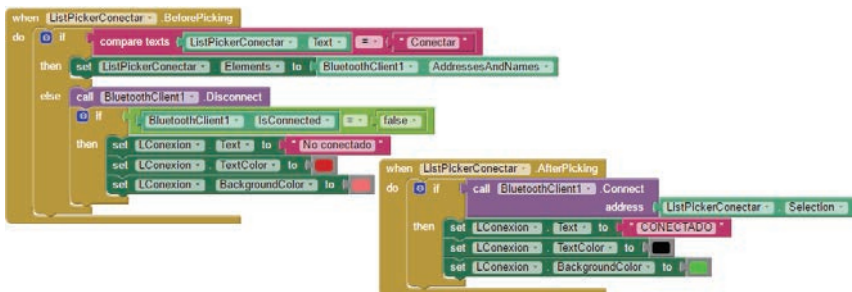 when ListPickerConectar .BeforePicking
do if compare texts ListPickerConectar . Text = " Conectar "
then set ListPickerConectar . Elements to BluetoothClient1 . AddressesAndNames
else call BluetoothClient1 .Disconnect
if BluetoothClient1 . IsConnected = false
then set LConexion . Text to " No conectado "
set LConexion . TextColor to
set LConexion . BackgroundColor to
when ListPickerConectar .AfterPicking
do if call BluetoothClient1 .Connect
address ListPickerConectar . Selection
then set LConexion . Text to " CONECTADO "
set LConexion . TextColor to
set LConexion . BackgroundColor to